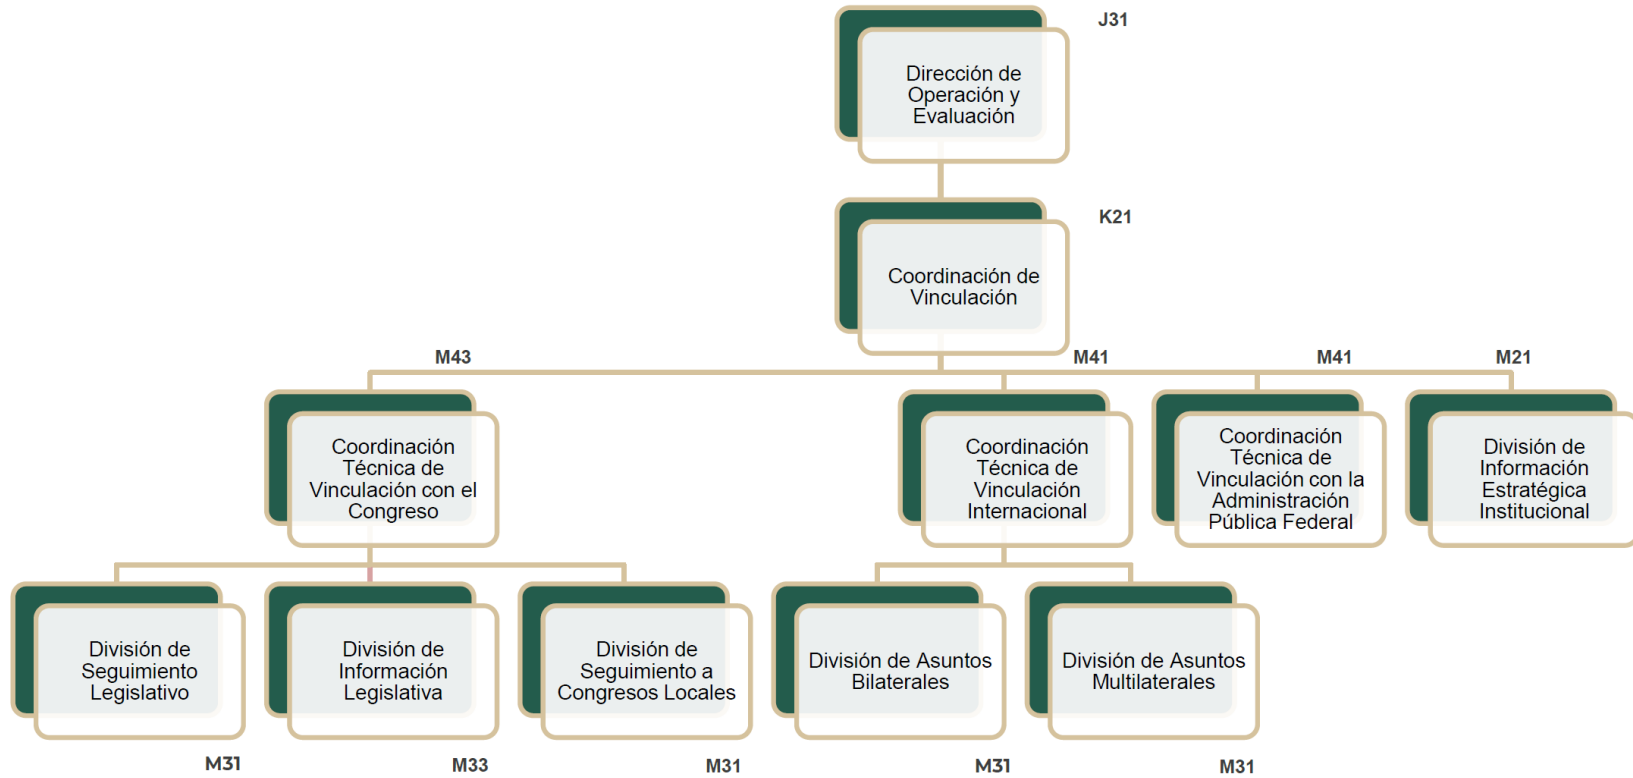 J31
Dirección de
Operación y
Evaluación
K21
Coordinación de
Vinculación
M43
M41
M41
M21
Coordinación
Técnica de
Vinculación con el
Congreso
Coordinación
Técnica de
Vinculación
Internacional
Coordinación
Técnica de
Vinculación con la
Administración
Pública Federal
División de
Información
Estratégica
Institucional
División de
Seguimiento
Legislativo
División de
Información
Legislativa
División de
Seguimiento a
Congresos Locales
División de Asuntos
Bilaterales
División de Asuntos
Multilaterales
M31
M33
M31
M31
M31